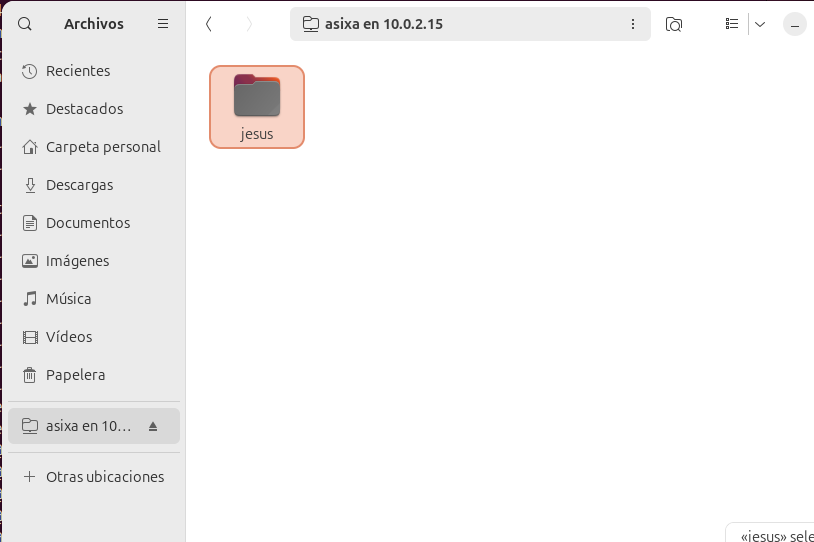 Archivos
asixa en 10.0.2.15
Recientes
Destacados
Carpeta personal
Descargas
Documentos
Imágenes
Música
Vídeos
Papelera
asixa en 10…
Otras ubicaciones
jesus
«jesus» sele